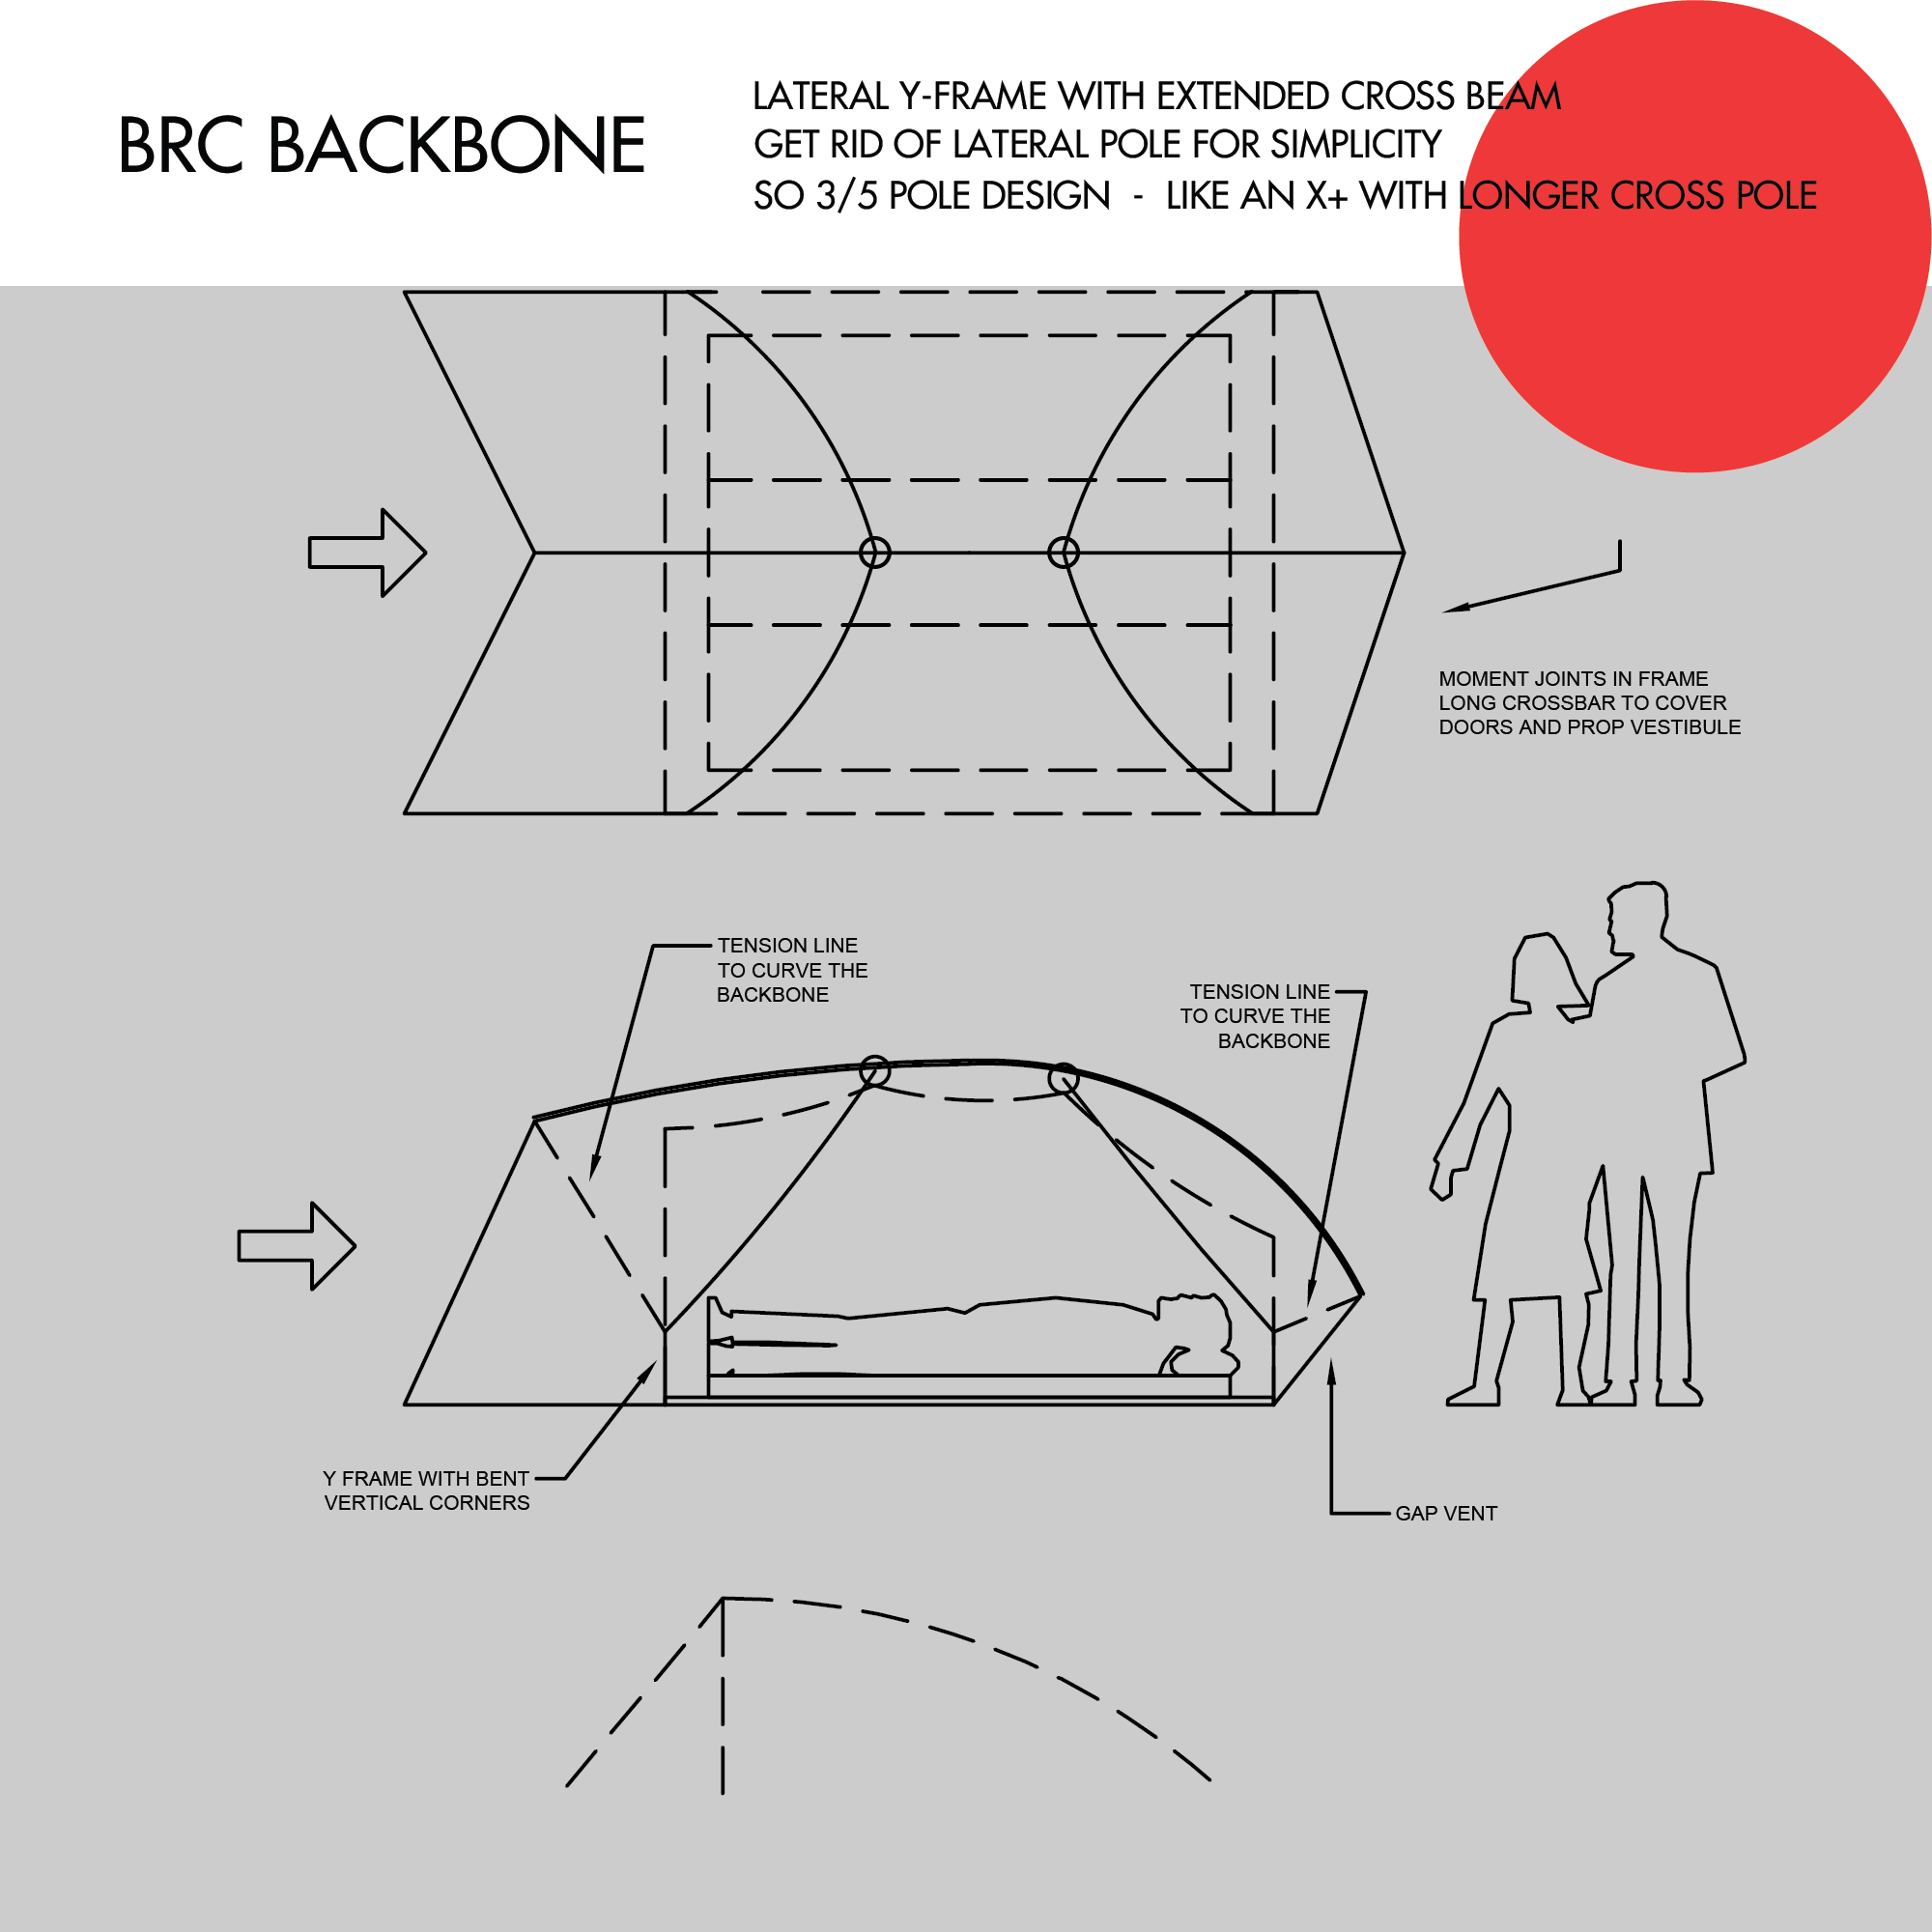 BRC BACKBONE
LATERAL Y-FRAME WITH EXTENDED CROSS BEAM
GET RID OF LATERAL POLE FOR SIMPLICITY
SO 3/5 POLE DESIGN - LIKE AN X+ WITH LONGER CROSS POLE
MOMENT JOINTS IN FRAME
LONG CROSSBAR TO COVER
DOORS AND PROP VESTIBULE
TENSION LINE
TO CURVE THE
BACKBONE
TENSION LINE
TO CURVE THE
BACKBONE
Y FRAME WITH BENT
VERTICAL CORNERS
GAP VENT